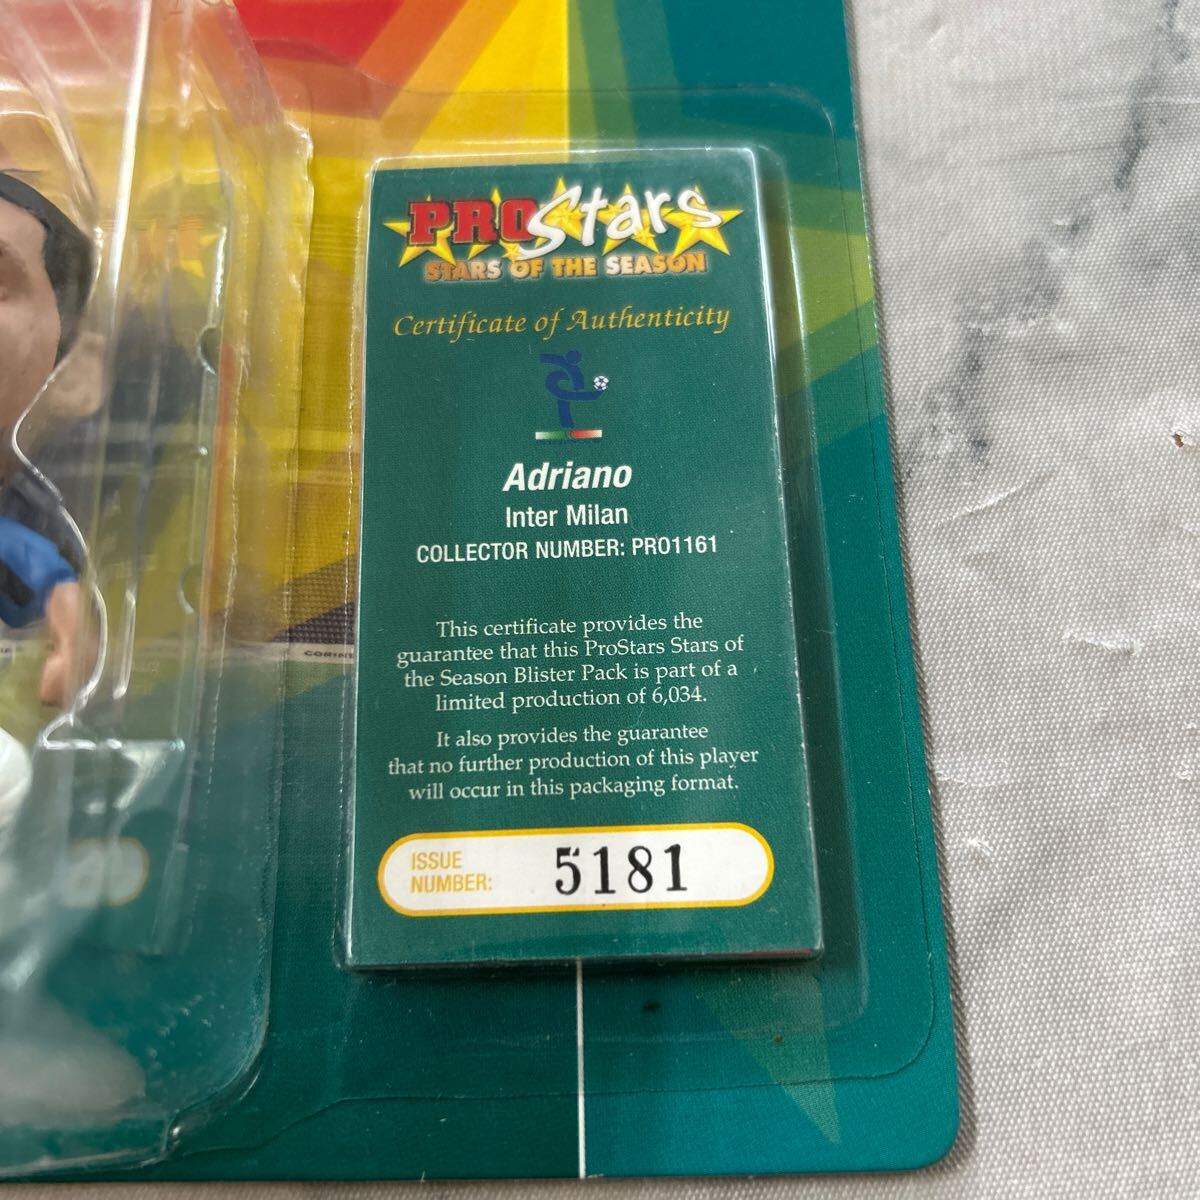 PROStars
STARS OF THE SEASON
Certificate of Authenticity
Adriano
Inter Milan
COLLECTOR NUMBER: PRO1161
This certificate provides the
guarantee that this ProStars Stars of
the Season Blister Pack is part of a
limited production of 6,034.
It also provides the guarantee
that no further production of this player
will occur in this packaging format.
ISSUE
NUMBER:
5181